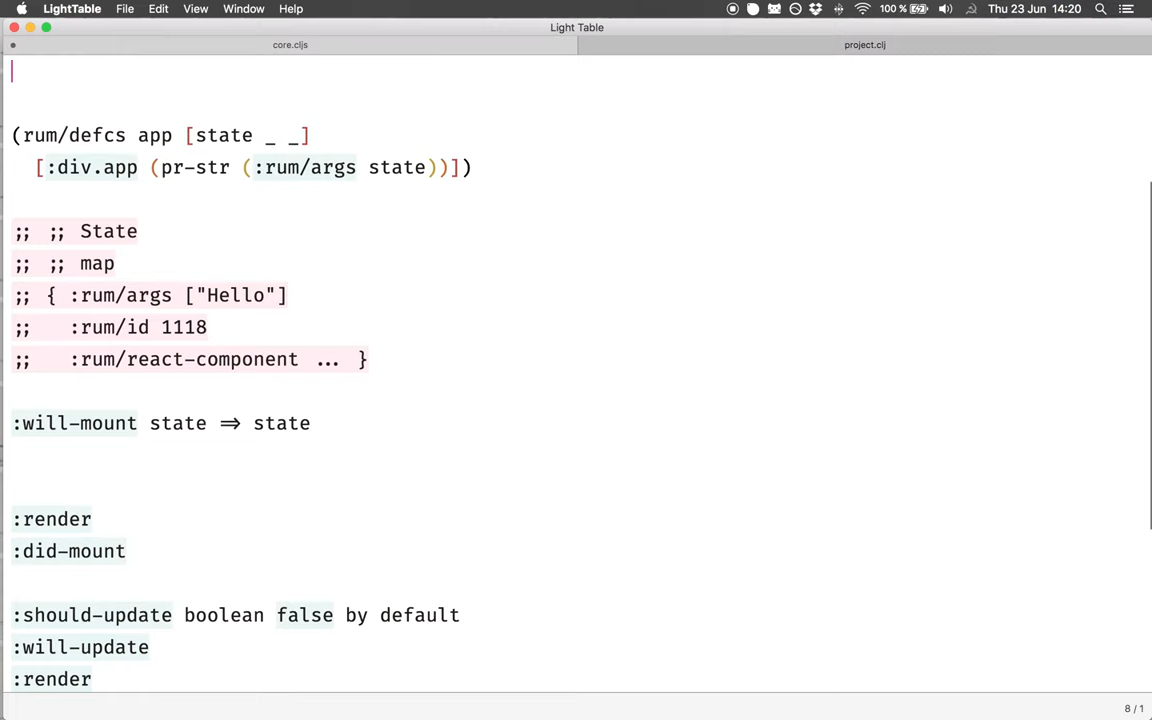 LightTable File Edit View Window Help 100 % Thu 23 Jun 14:20
Light Table
core.cljs project.clj
(rum/defcs app [state _ _]
[:div.app (pr-str (:rum/args state))])
;; ;; State
;; ;; map
;; { :rum/args ["Hello"]
;; :rum/id 1118
;; :rum/react-component ... }
:will-mount state ⇒ state
:render
:did-mount
:should-update boolean false by default
:will-update
:render
8 / 1